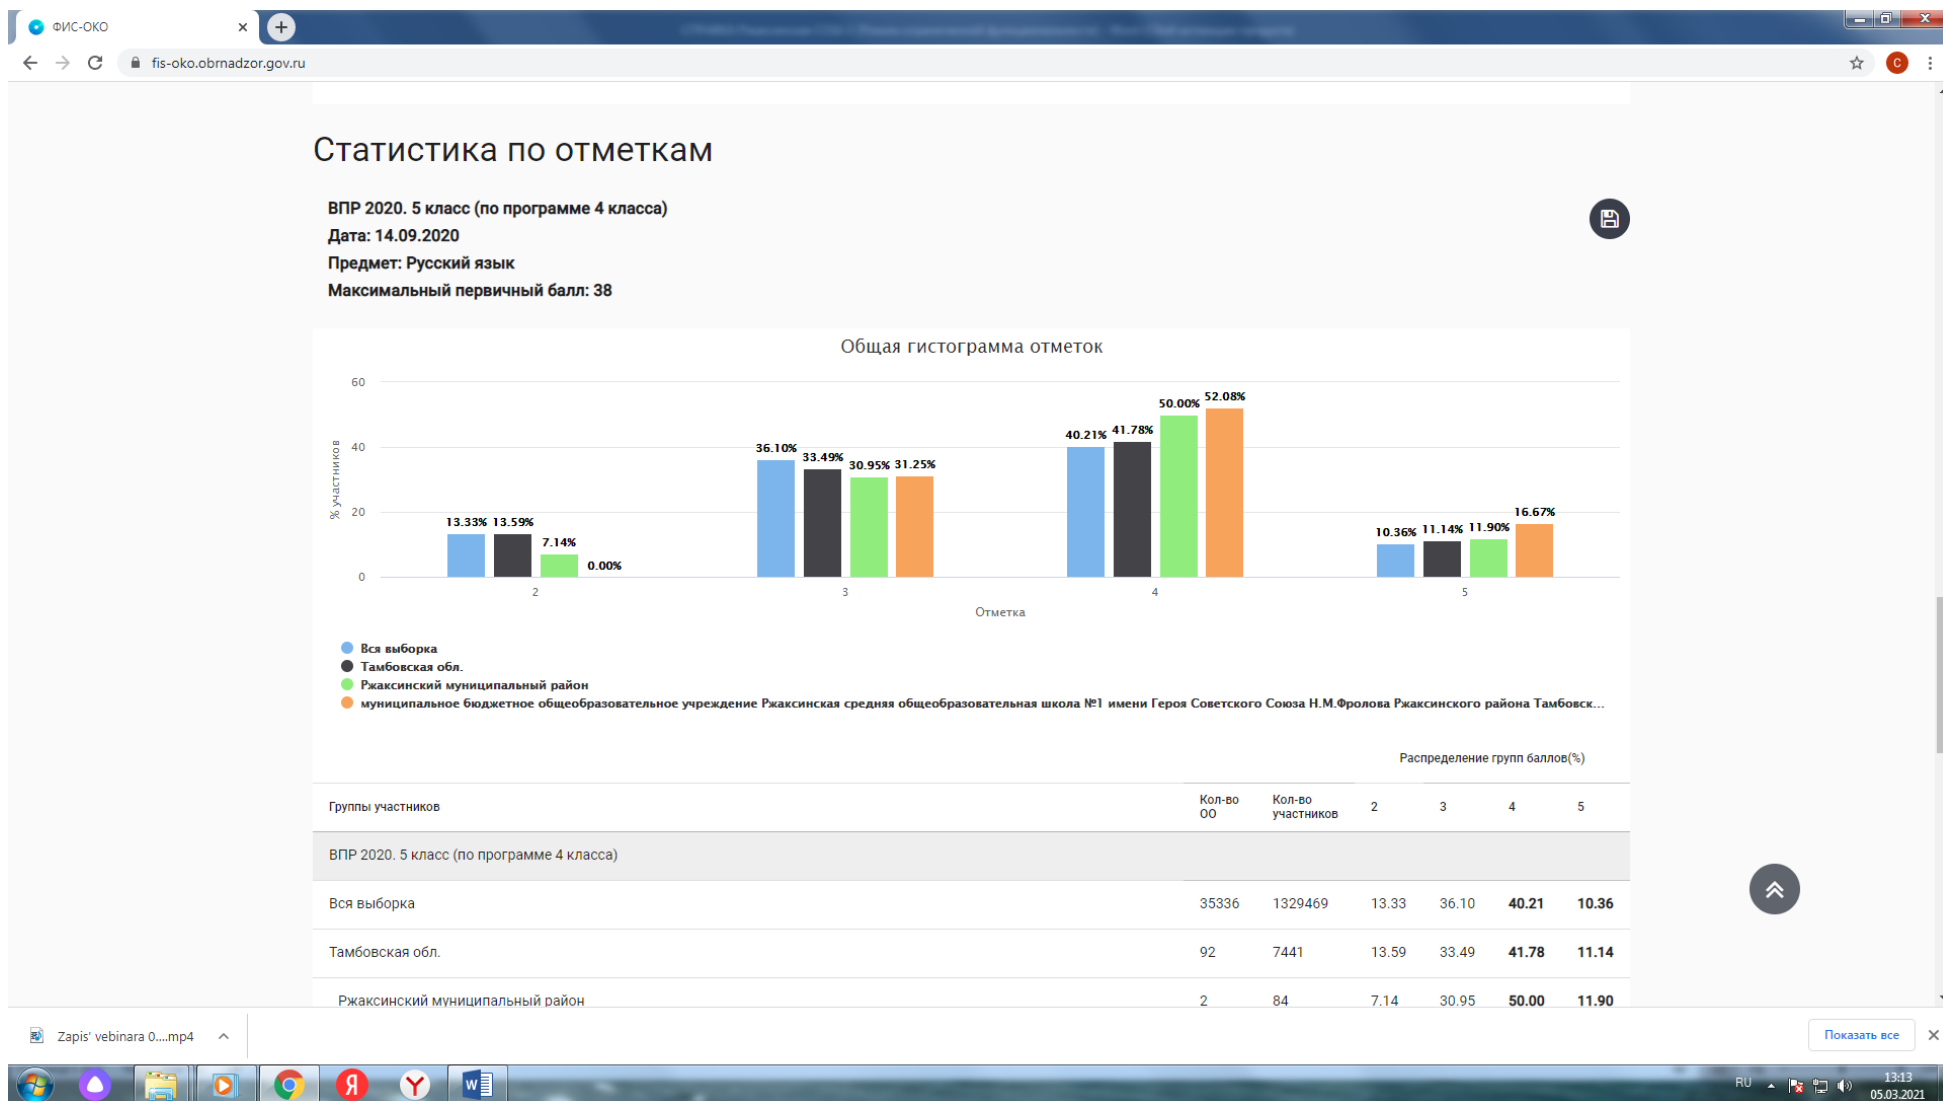 ФИС-ОКО
fis-oko.obrnadzor.gov.ru
C
Статистика по отметкам
ВПР 2020. 5 класс (по программе 4 класса)
Дата: 14.09.2020
Предмет: Русский язык
Максимальный первичный балл: 38
Общая гистограмма отметок
60
40
20
0
% участников
13.33% 13.59% 7.14% 0.00%
36.10% 33.49% 30.95% 31.25%
40.21% 41.78% 50.00% 52.08%
10.36% 11.14% 11.90% 16.67%
2 3 4 5
Отметка
Вся выборка
Тамбовская обл.
Ржаксинский муниципальный район
муниципальное бюджетное общеобразовательное учреждение Ржаксинская средняя общеобразовательная школа №1 имени Героя Советского Союза Н.М.Фролова Ржаксинского района Тамбовск...
Распределение групп баллов(%)
Группы участников Кол-во ОО Кол-во участников 2 3 4 5
ВПР 2020. 5 класс (по программе 4 класса)
Вся выборка 35336 1329469 13.33 36.10 40.21 10.36
Тамбовская обл. 92 7441 13.59 33.49 41.78 11.14
Ржаксинский муниципальный район 2 84 7.14 30.95 50.00 11.90
Zapis' vebinara 0....mp4
Показать все
Я
Y
W
RU
13:13
05.03.2021